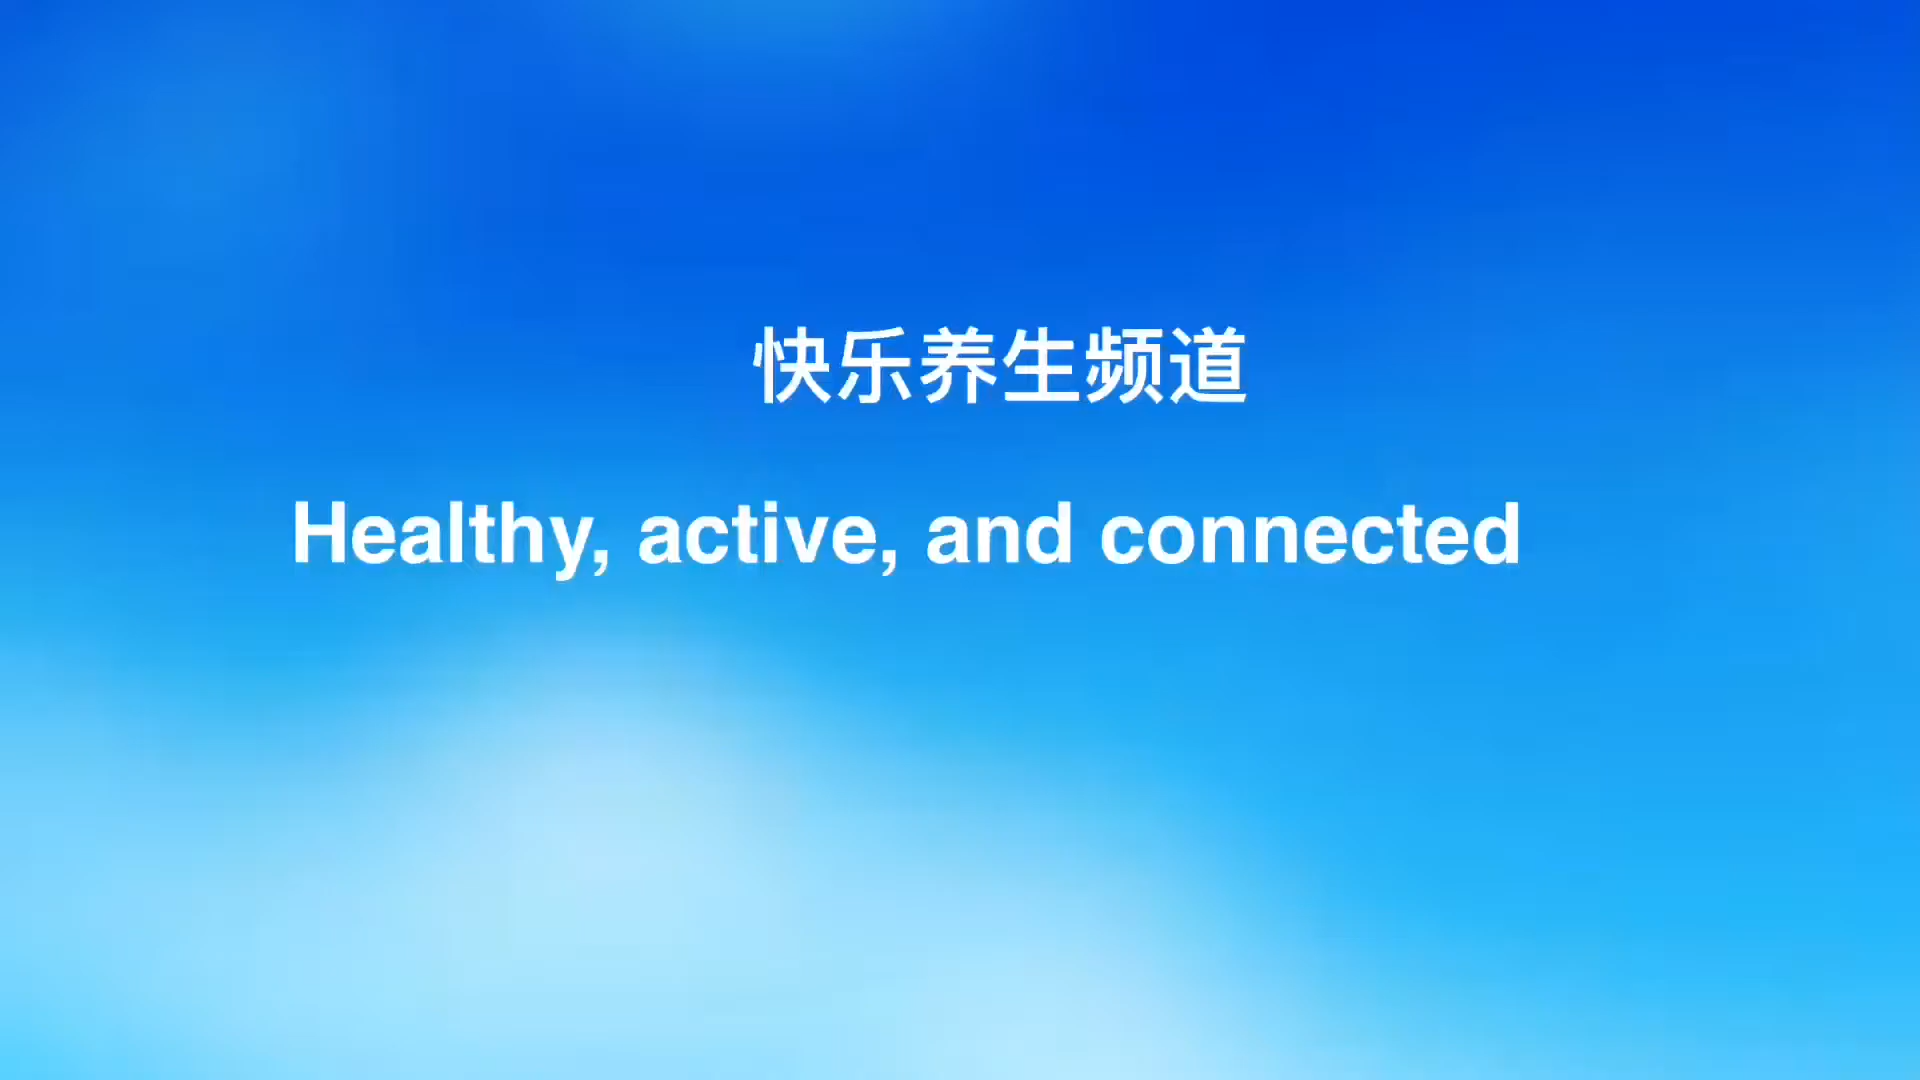 快乐养生频道
Healthy, active, and connected